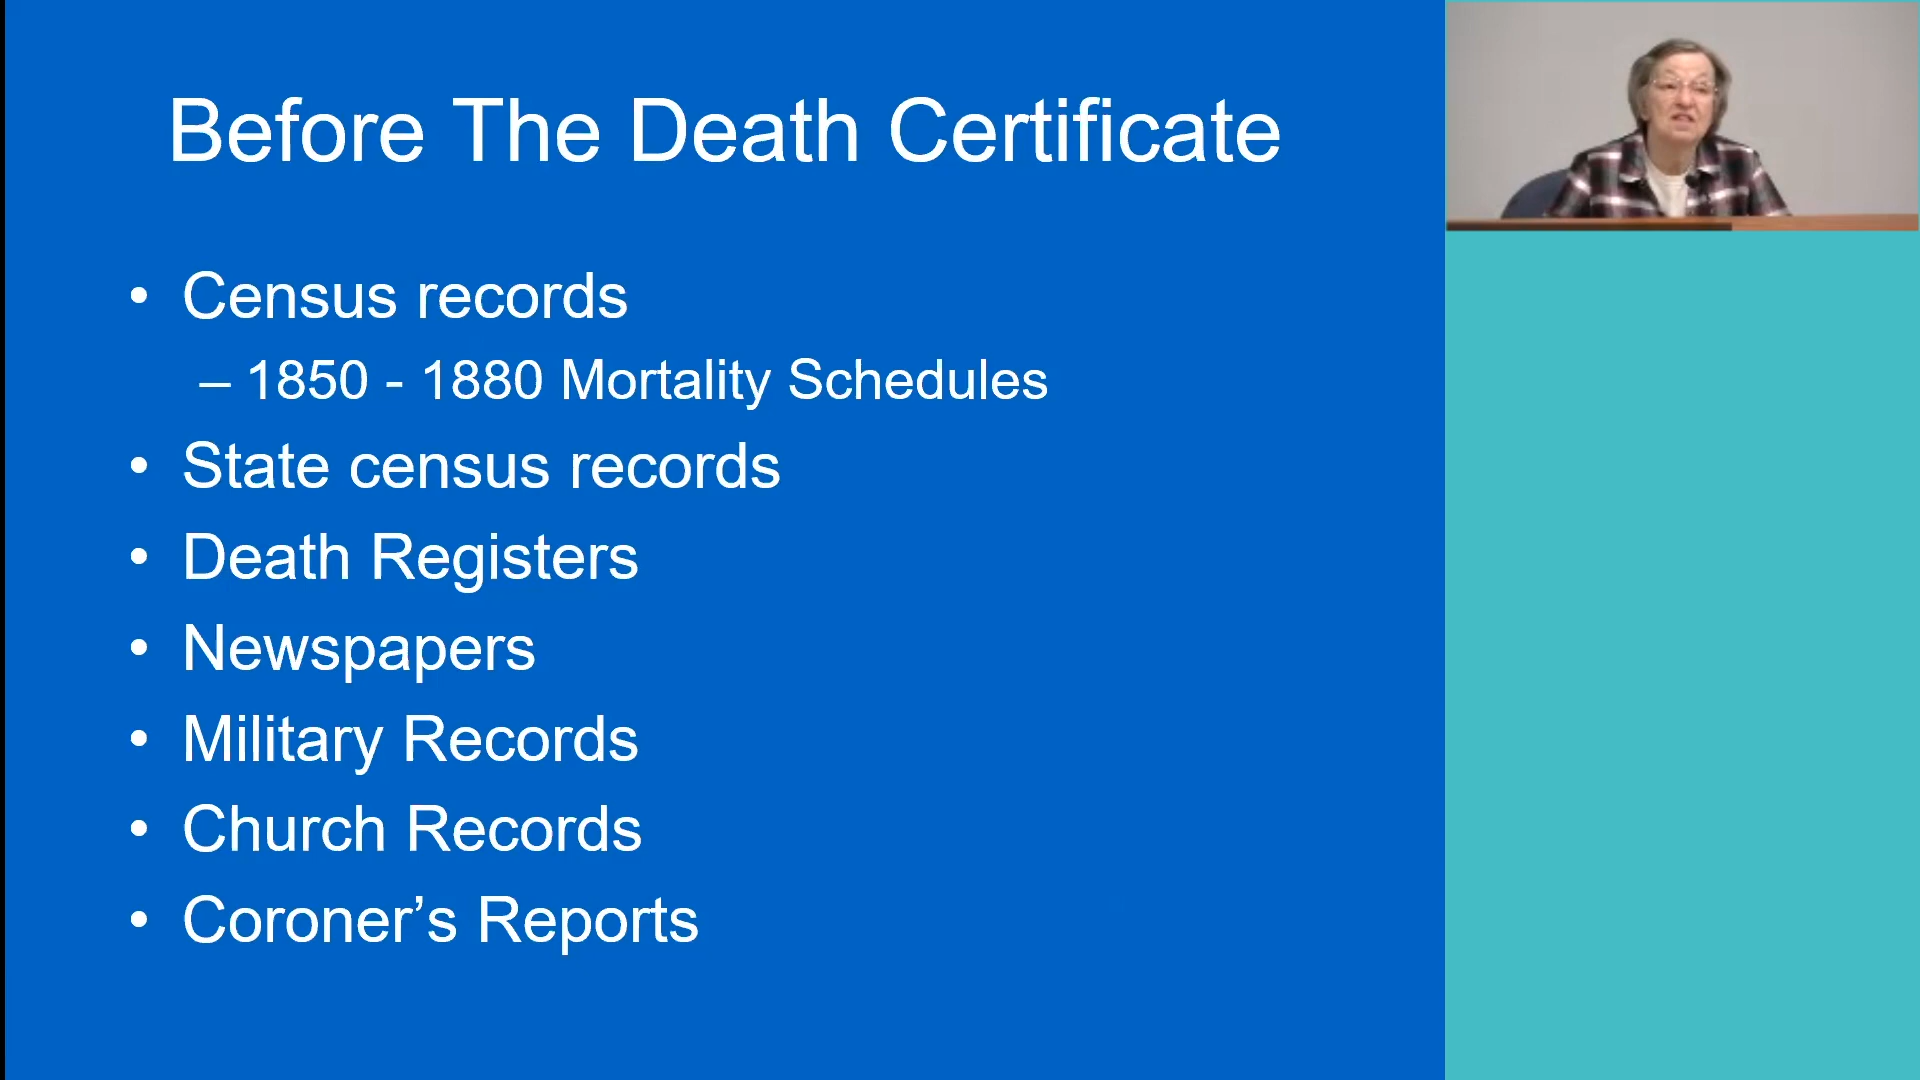 Before The Death Certificate
• Census records
– 1850 - 1880 Mortality Schedules
• State census records
• Death Registers
• Newspapers
• Military Records
• Church Records
• Coroner’s Reports